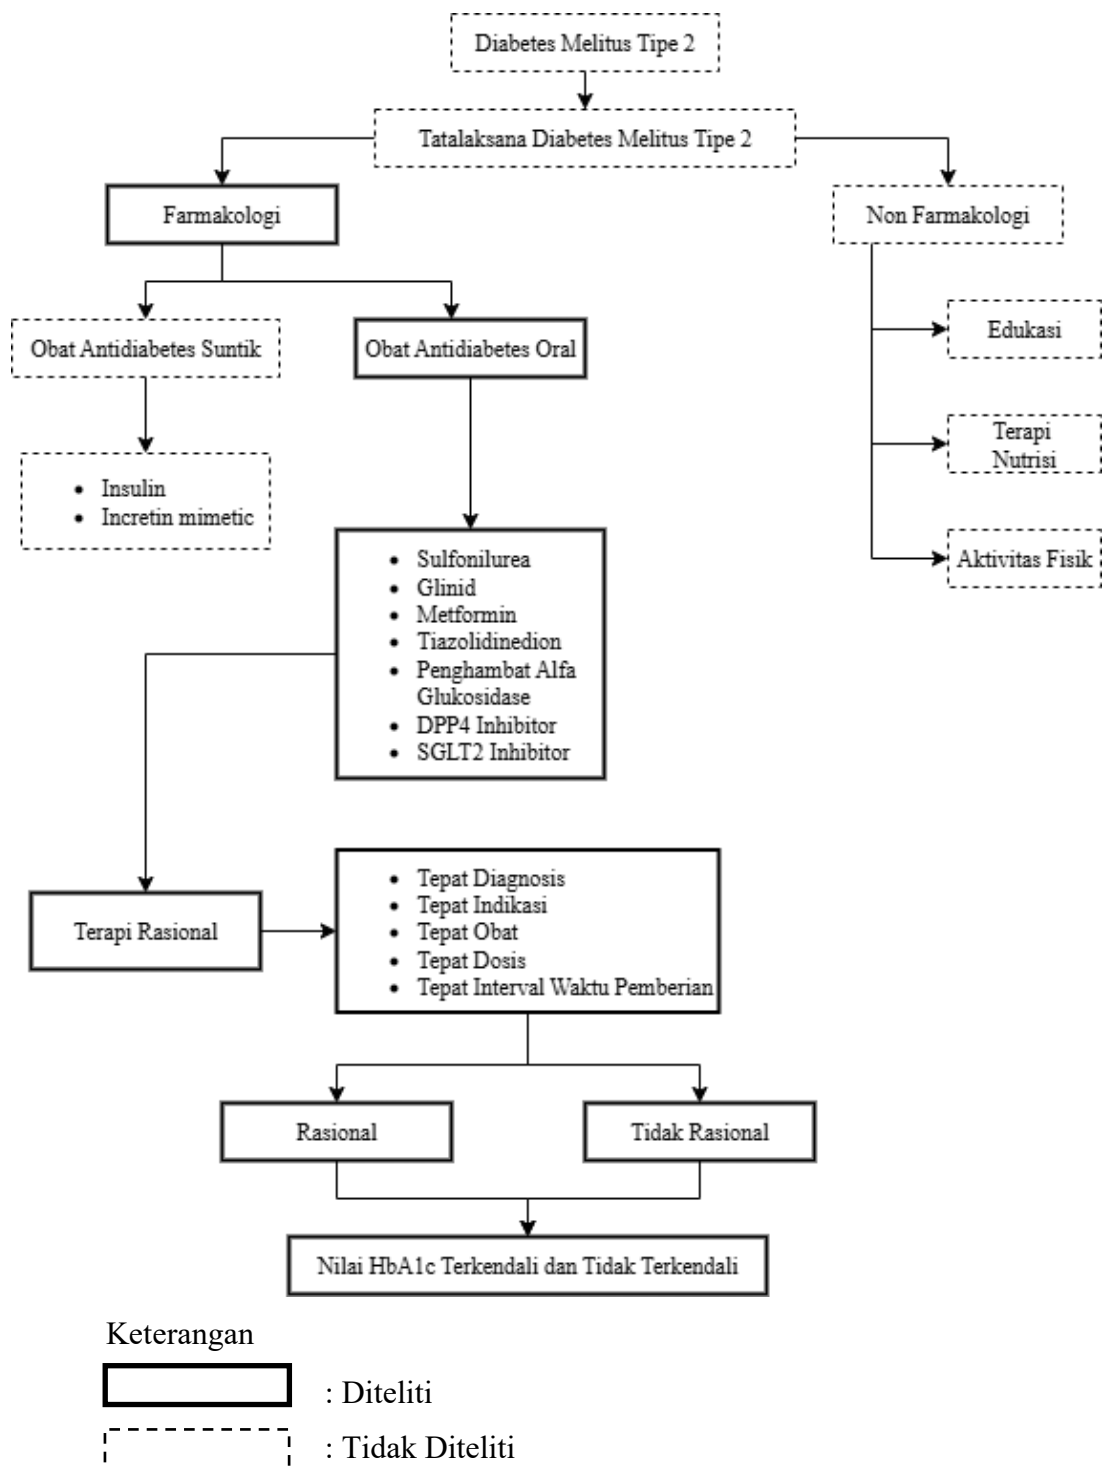 Diabetes Melitus Tipe 2
Tatalaksana Diabetes Melitus Tipe 2
Farmakologi
Non Farmakologi
Obat Antidiabetes Suntik
Obat Antidiabetes Oral
Edukasi
Terapi
Nutrisi
Aktivitas Fisik
• Insulin
• Incretin mimetic
• Sulfonilurea
• Glinid
• Metformin
• Tiazolidinedion
• Penghambat Alfa
Glukosidase
• DPP4 Inhibitor
• SGLT2 Inhibitor
Terapi Rasional
• Tepat Diagnosis
• Tepat Indikasi
• Tepat Obat
• Tepat Dosis
• Tepat Interval Waktu Pemberian
Rasional
Tidak Rasional
Nilai HbA1c Terkendali dan Tidak Terkendali
Keterangan
: Diteliti
: Tidak Diteliti